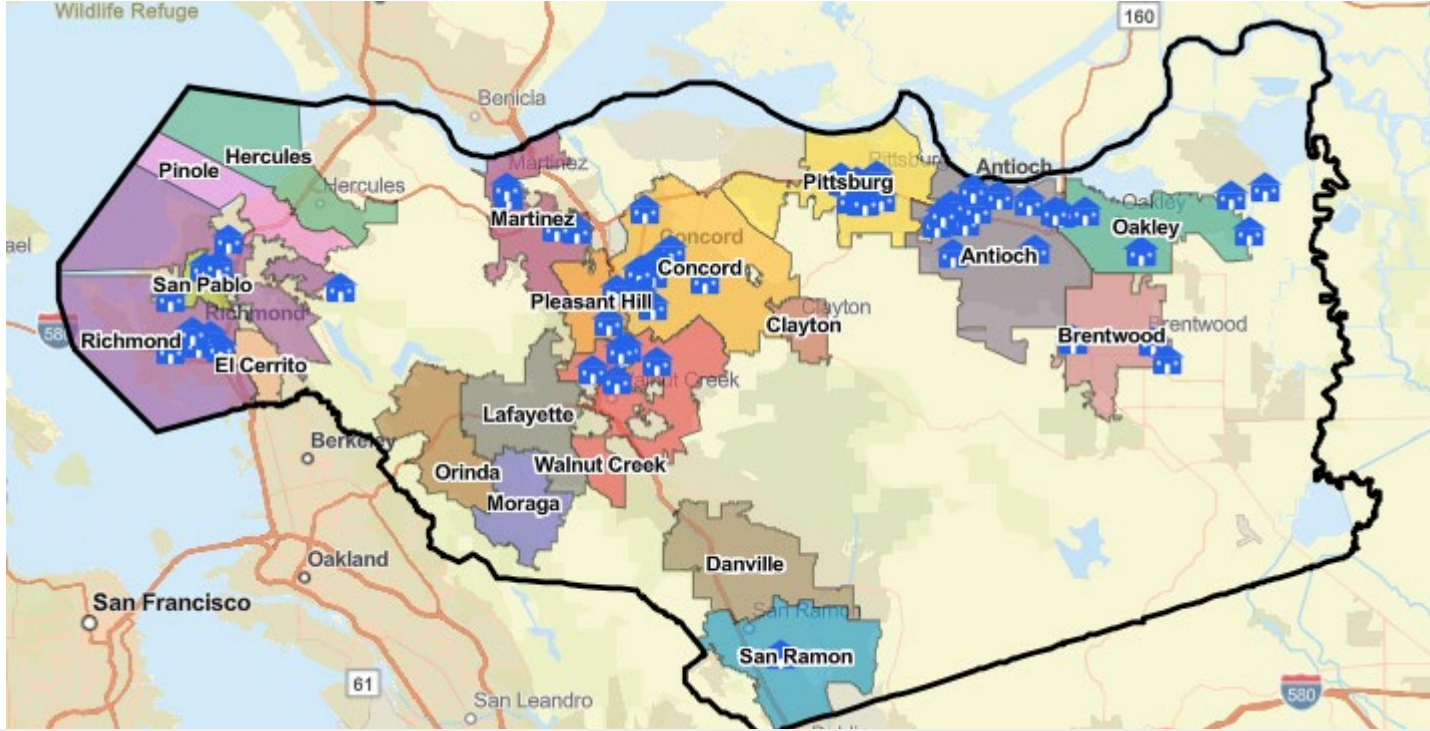 Wildlife Refuge
160
Benicia
Hercules
Martinez
Pinole
Pittsburg
Antioch
Hercules
Pittsburg
Oakley
Martinez
Oakley
Concord
Antioch
Concord
San Pablo
Pleasant Hill
Clayton
Richmond
Clayton
Brentwood
580
Richmond
Brentwood
El Cerrito
Walnut Creek
Lafayette
Berkeley
Orinda
Walnut Creek
Moraga
Oakland
Danville
San Francisco
San Ramo
San Ramon
61
580
San Leandro